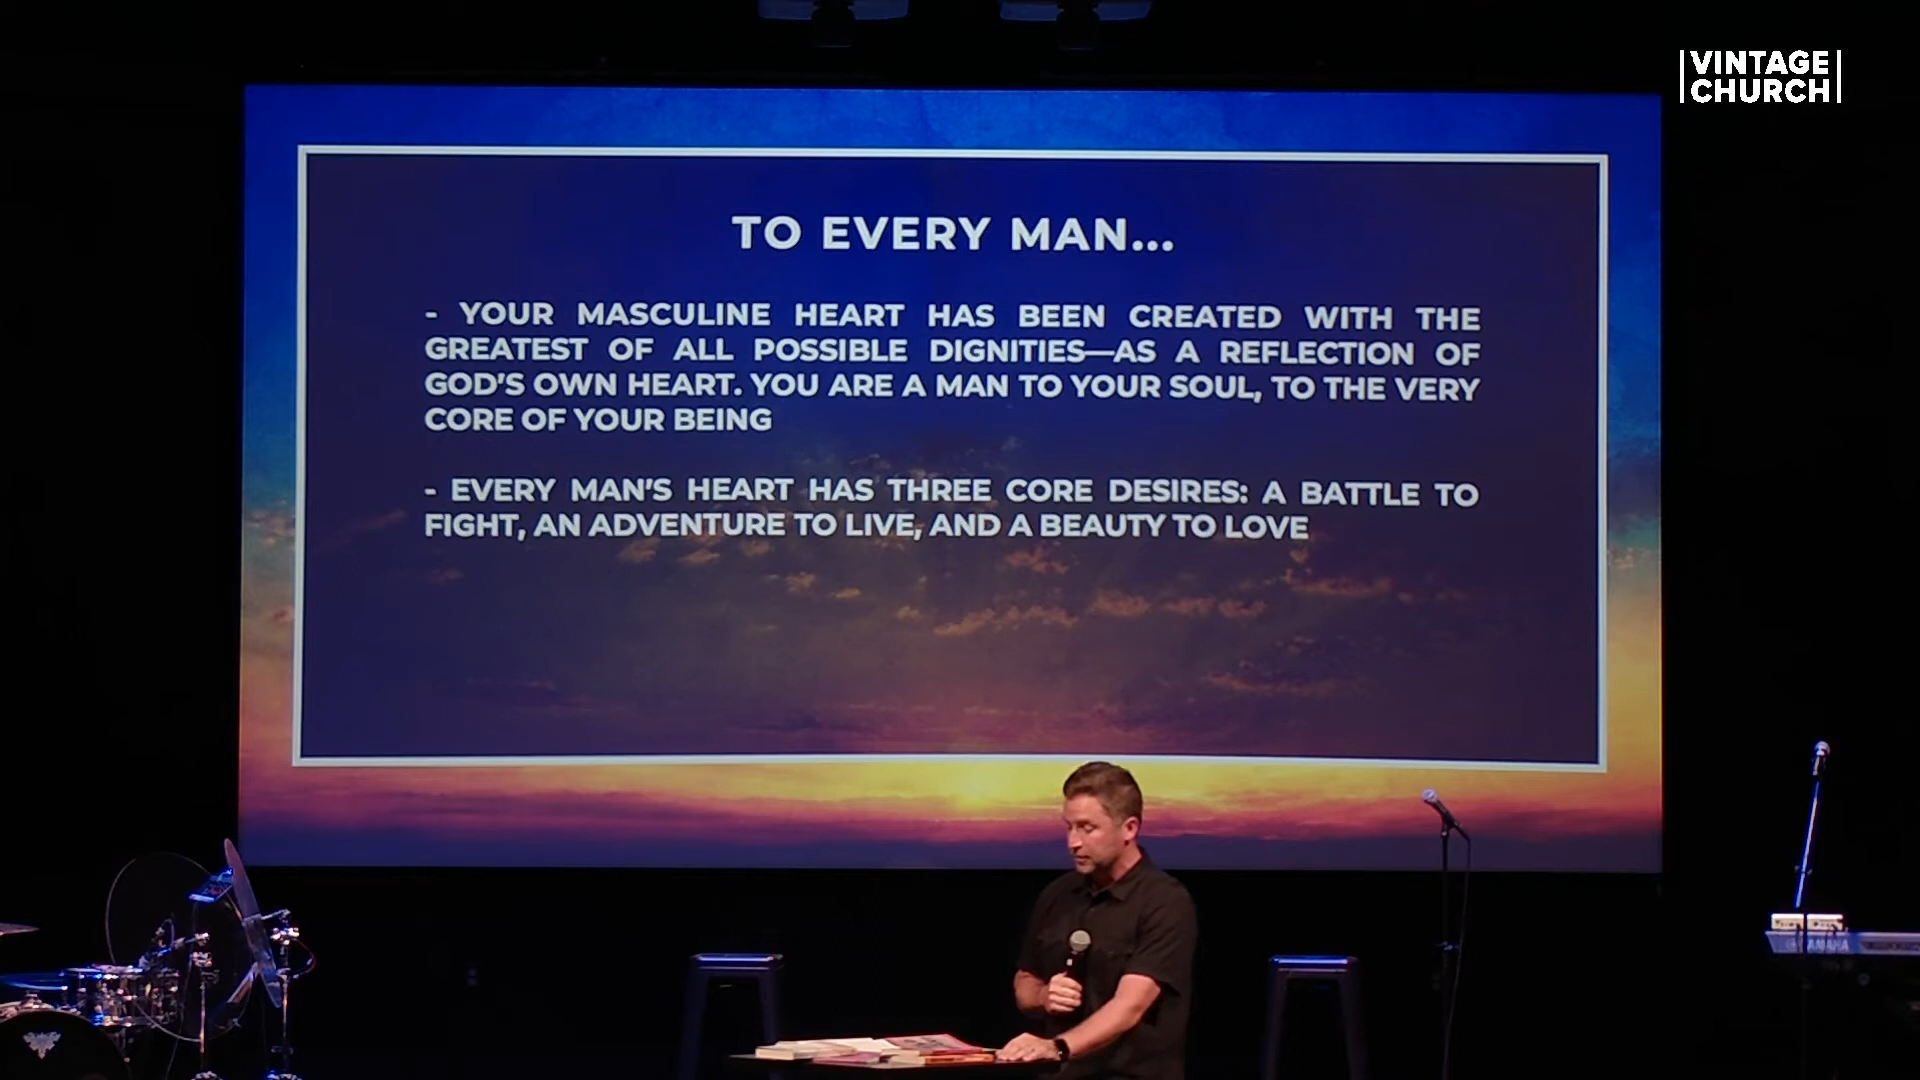 VINTAGE
CHURCH
TO EVERY MAN...
- YOUR MASCULINE HEART HAS BEEN CREATED WITH THE
GREATEST OF ALL POSSIBLE DIGNITIES—AS A REFLECTION OF
GOD'S OWN HEART. YOU ARE A MAN TO YOUR SOUL, TO THE VERY
CORE OF YOUR BEING
- EVERY MAN'S HEART HAS THREE CORE DESIRES: A BATTLE TO
FIGHT, AN ADVENTURE TO LIVE, AND A BEAUTY TO LOVE
YAMAHA